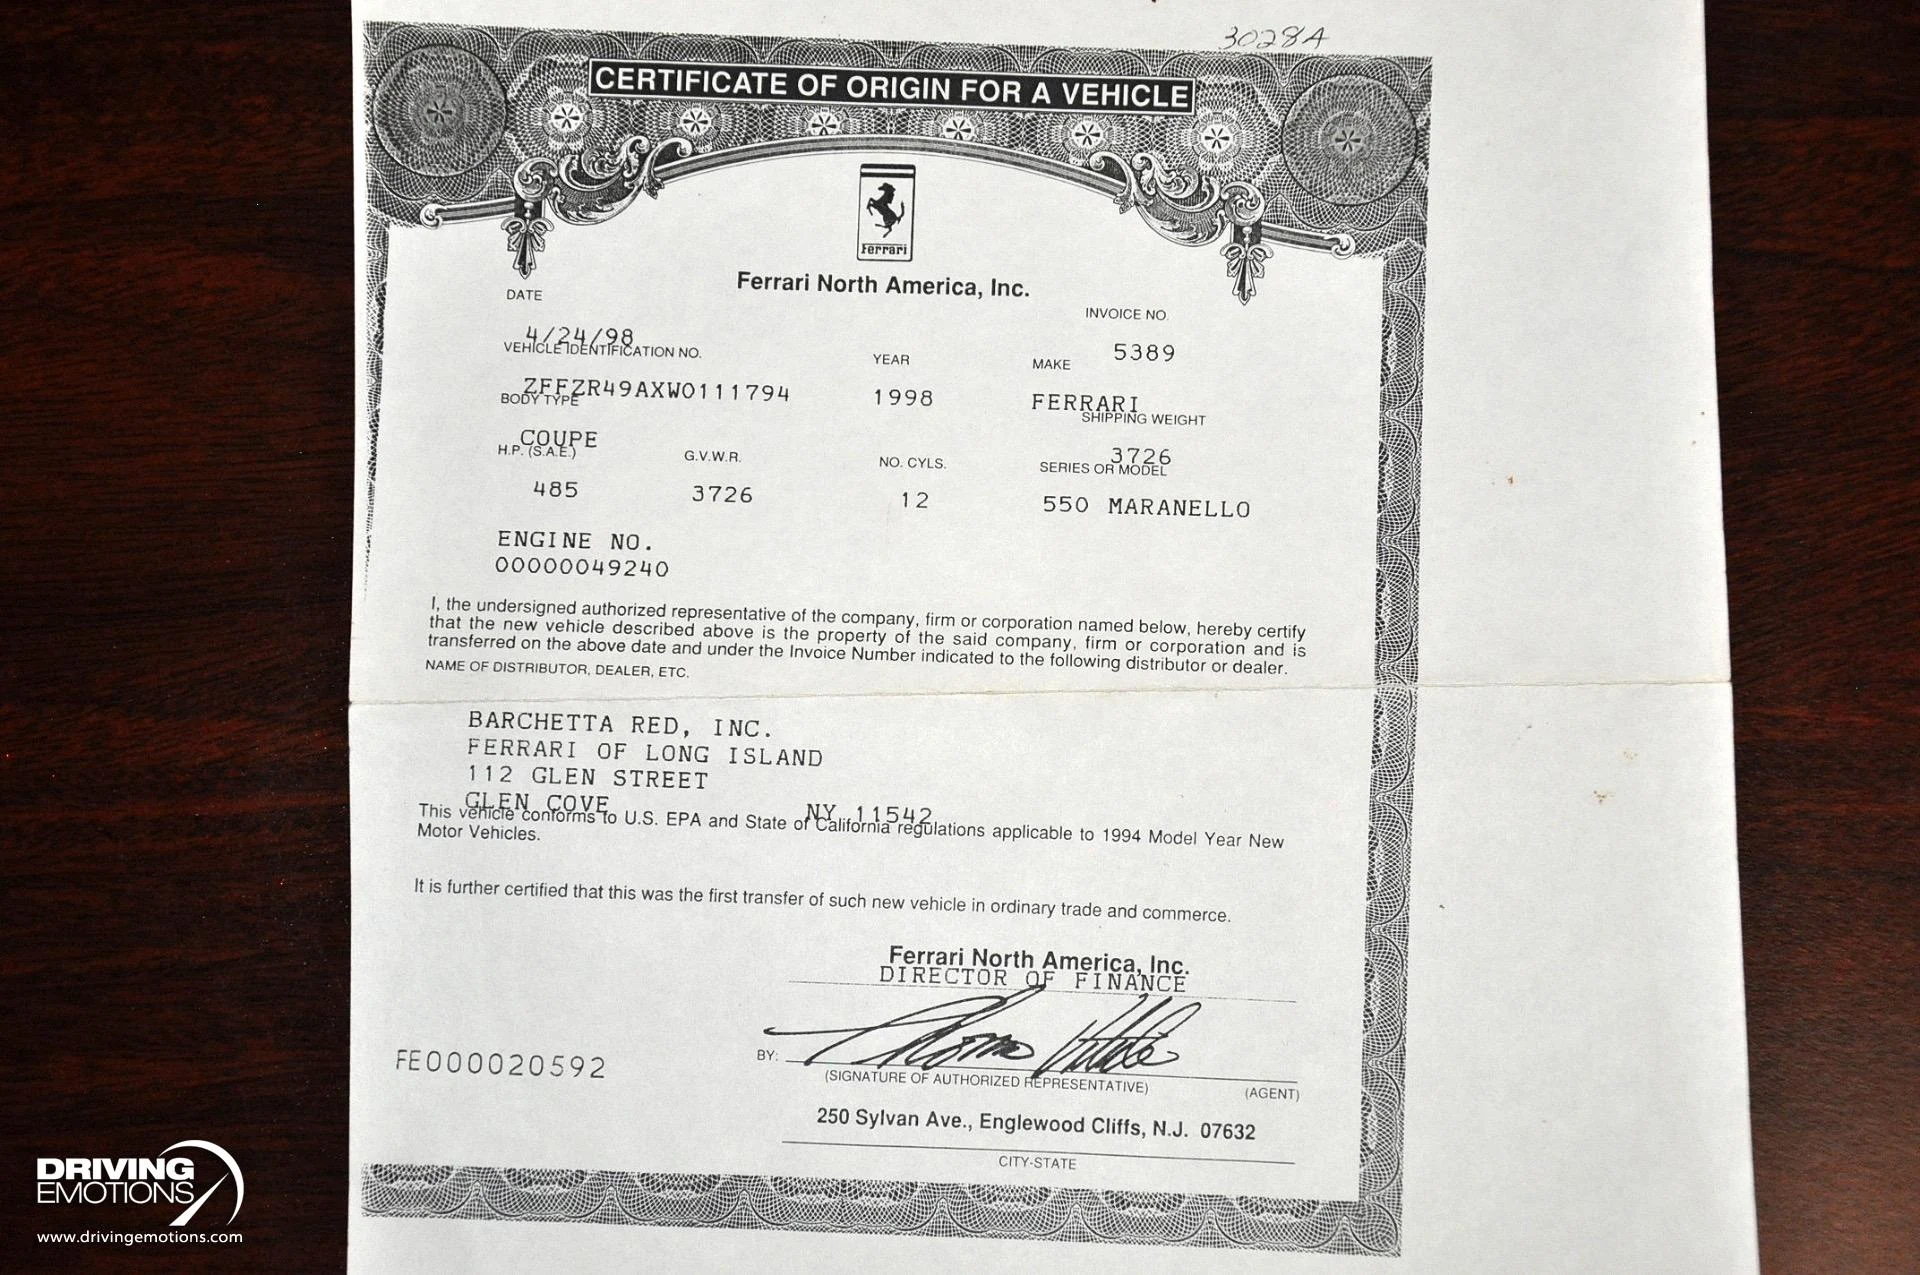 3028A
CERTIFICATE OF ORIGIN FOR A VEHICLE
Ferrari
Ferrari North America, Inc.
DATE
INVOICE NO.
4/24/98
5389
VEHICLE IDENTIFICATION NO.
YEAR
MAKE
ZFFZR49AXW0111794
1998
FERRARI
BODY TYPE
SHIPPING WEIGHT
COUPE
3726
H.P. (S.A.E.)
G.V.W.R.
NO. CYLS.
SERIES OR MODEL
485
3726
12
550 MARANELLO
ENGINE NO.
00000049240
I, the undersigned authorized representative of the company, firm or corporation named below, hereby certify
that the new vehicle described above is the property of the said company, firm or corporation and is
transferred on the above date and under the Invoice Number indicated to the following distributor or dealer.
NAME OF DISTRIBUTOR, DEALER, ETC.
BARCHETTA RED, INC.
FERRARI OF LONG ISLAND
112 GLEN STREET
GLEN COVE NY 11542
This vehicle conforms to U.S. EPA and State of California regulations applicable to 1994 Model Year New
Motor Vehicles.
It is further certified that this was the first transfer of such new vehicle in ordinary trade and commerce.
Ferrari North America, Inc.
DIRECTOR OF FINANCE
BY:
(SIGNATURE OF AUTHORIZED REPRESENTATIVE)
(AGENT)
FE000020592
250 Sylvan Ave., Englewood Cliffs, N.J. 07632
CITY-STATE
DRIVING
EMOTIONS
www.drivingemotions.com